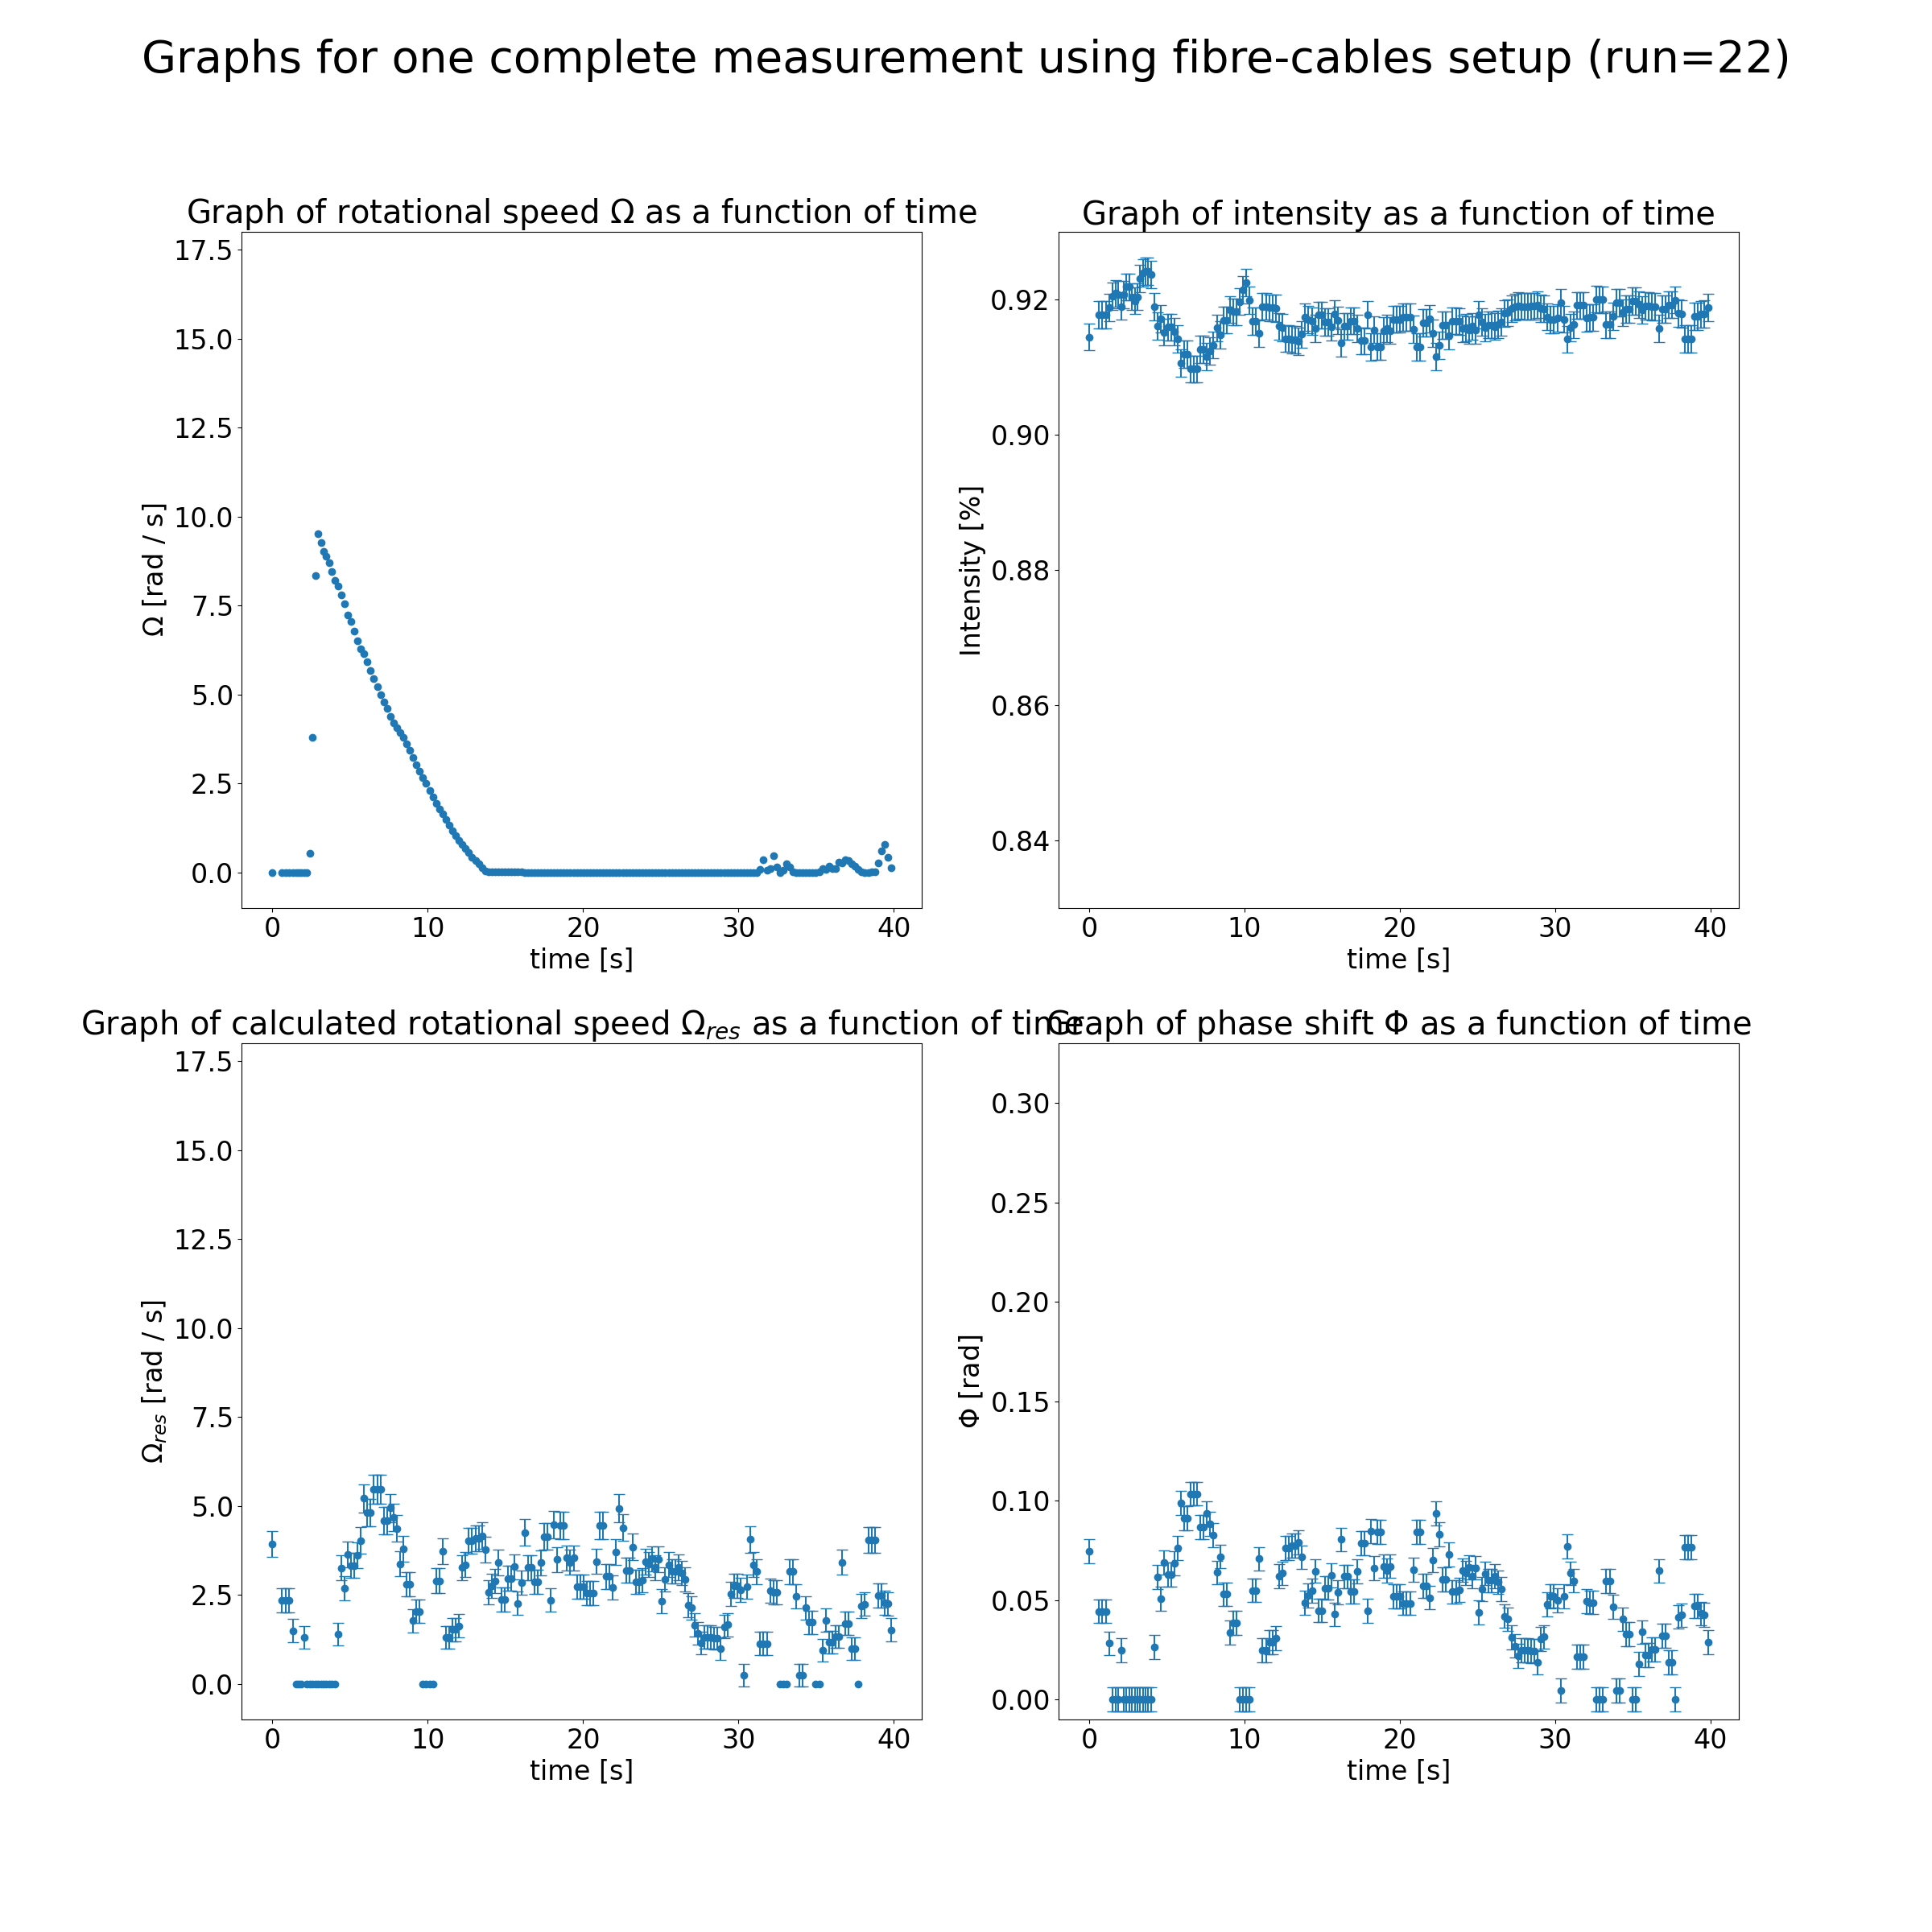 Graphs for one complete measurement using fibre-cables setup (run=22)
Graph of rotational speed Ω as a function of time
17.5
15.0
12.5
10.0
7.5
5.0
2.5
0.0
Ω [rad / s]
0 10 20 30 40
time [s]
Graph of intensity as a function of time
0.92
0.90
0.88
0.86
0.84
Intensity [%]
0 10 20 30 40
time [s]
Graph of calculated rotational speed Ω_res as a function of time
17.5
15.0
12.5
10.0
7.5
5.0
2.5
0.0
Ω_res [rad / s]
0 10 20 30 40
time [s]
Graph of phase shift Φ as a function of time
0.30
0.25
0.20
0.15
0.10
0.05
0.00
Φ [rad]
0 10 20 30 40
time [s]